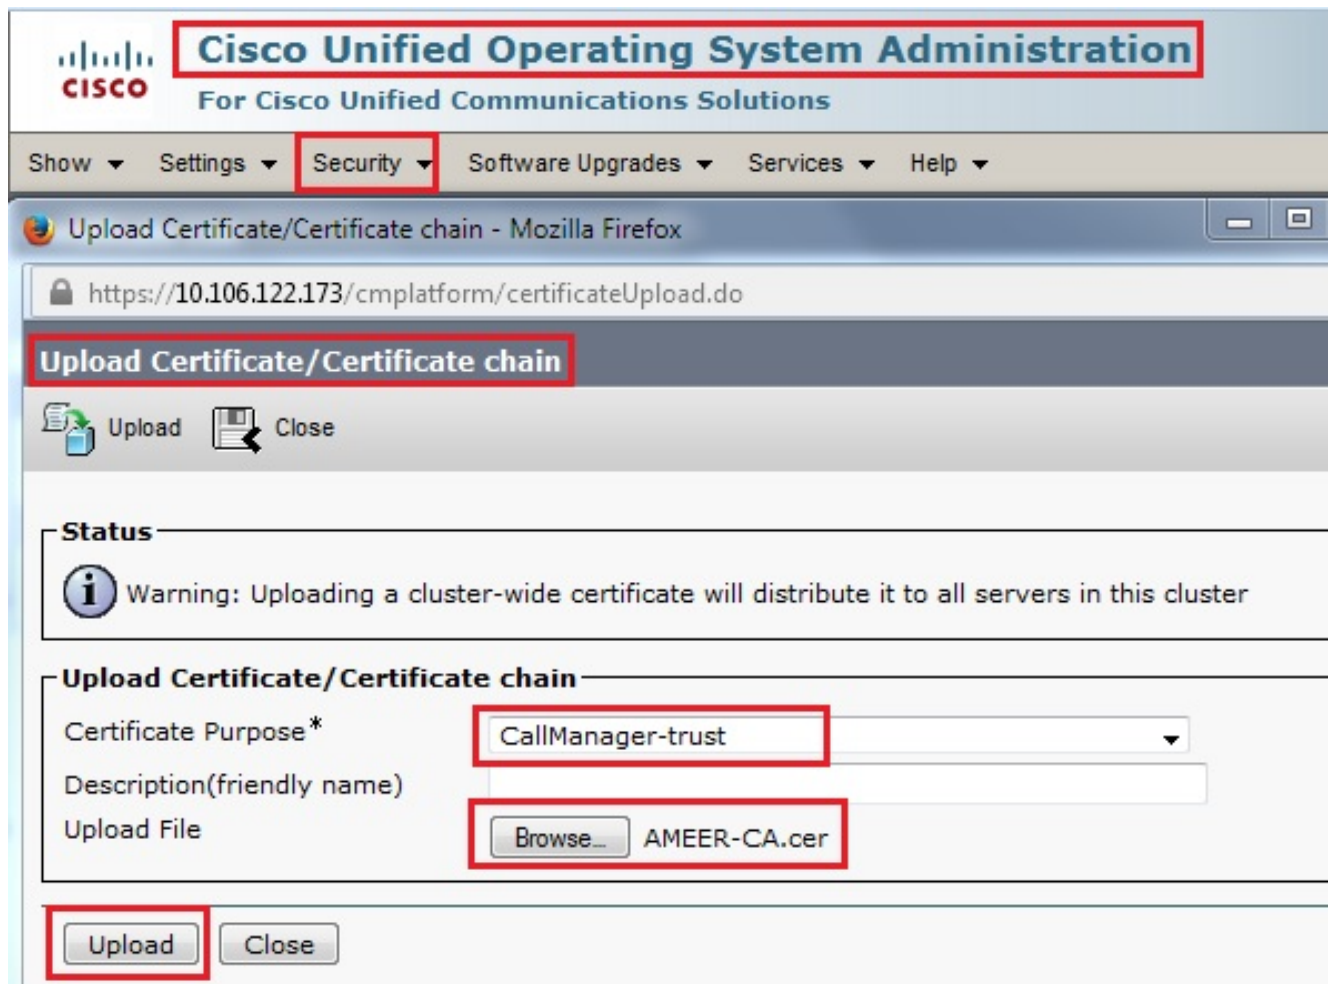 Cisco Unified Operating System Administration
CISCO
For Cisco Unified Communications Solutions
Show Settings Security Software Upgrades Services Help
Upload Certificate/Certificate chain - Mozilla Firefox
https://10.106.122.173/cmplatform/certificateUpload.do
Upload Certificate/Certificate chain
Upload Close
Status
i Warning: Uploading a cluster-wide certificate will distribute it to all servers in this cluster
Upload Certificate/Certificate chain
Certificate Purpose* CallManager-trust
Description(friendly name)
Upload File Browse... AMEER-CA.cer
Upload Close